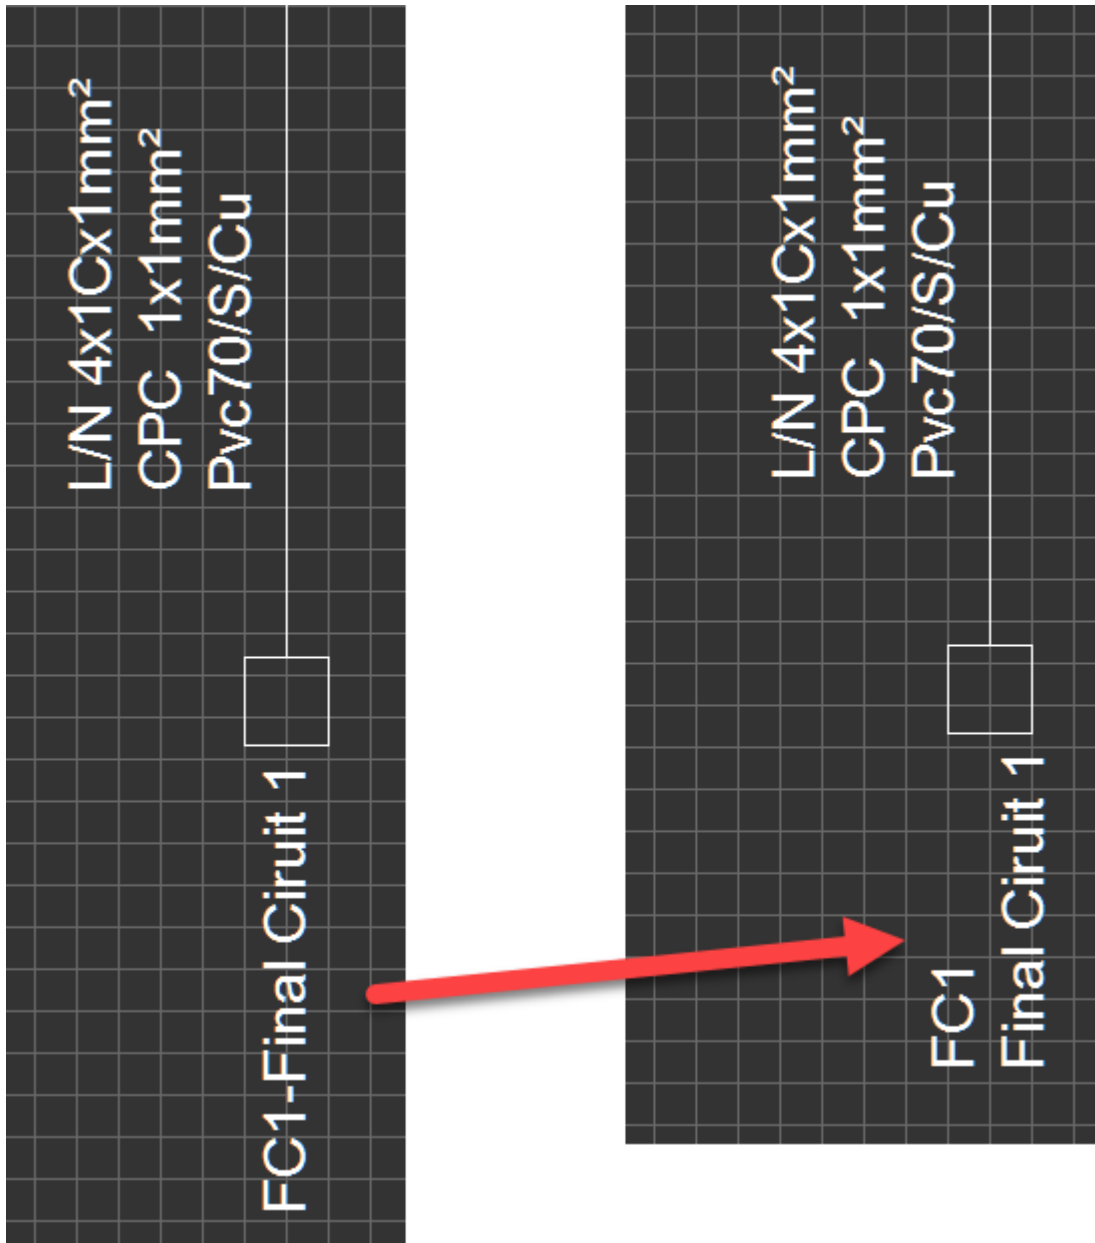 L/N 4x1Cx1mm²
CPC 1x1mm²
Pvc70/S/Cu
FC1-Final Ciruit 1
L/N 4x1Cx1mm²
CPC 1x1mm²
Pvc70/S/Cu
FC1
Final Ciruit 1